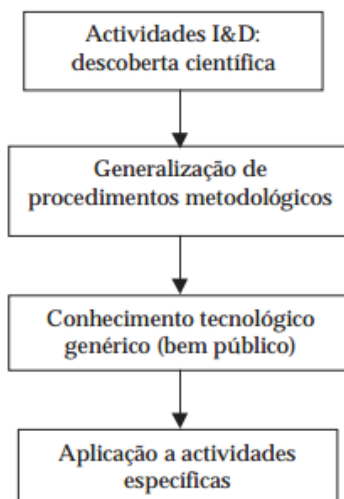 Actividades I&D:
descoberta científica
Generalização de
procedimentos metodológicos
Conhecimento tecnológico
genérico (bem público)
Aplicação a actividades
específicas